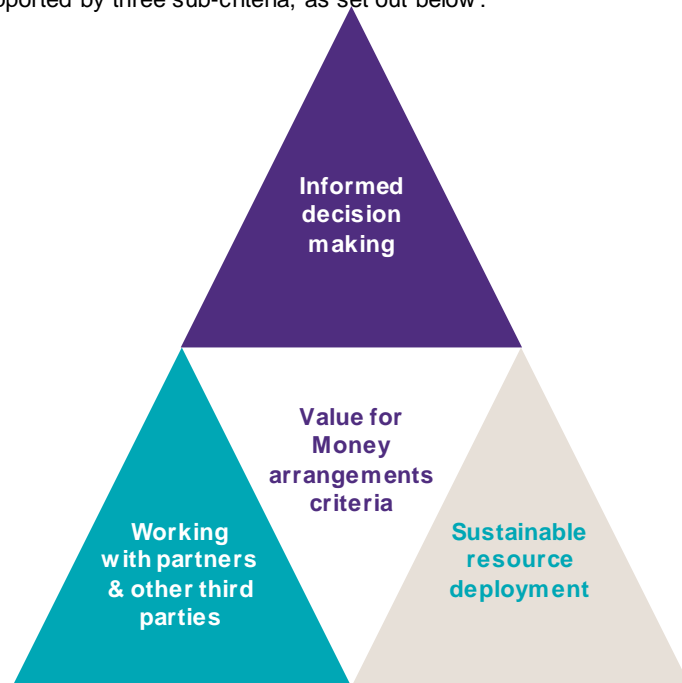 pported by three sub-criteria, as set out below.
Informed
decision
making
Value for
Money
arrangements
criteria
Working
with partners
& other third
parties
Sustainable
resource
deployment